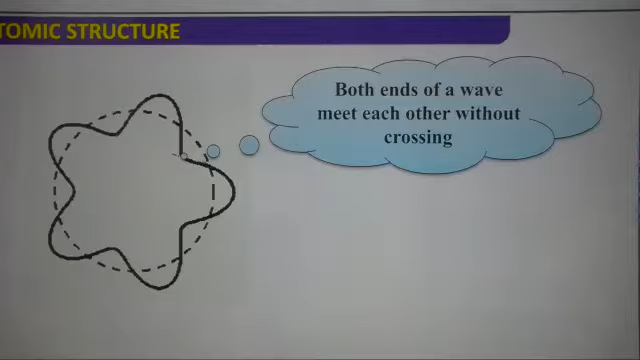 TOMIC STRUCTURE
Both ends of a wave
meet each other without
crossing